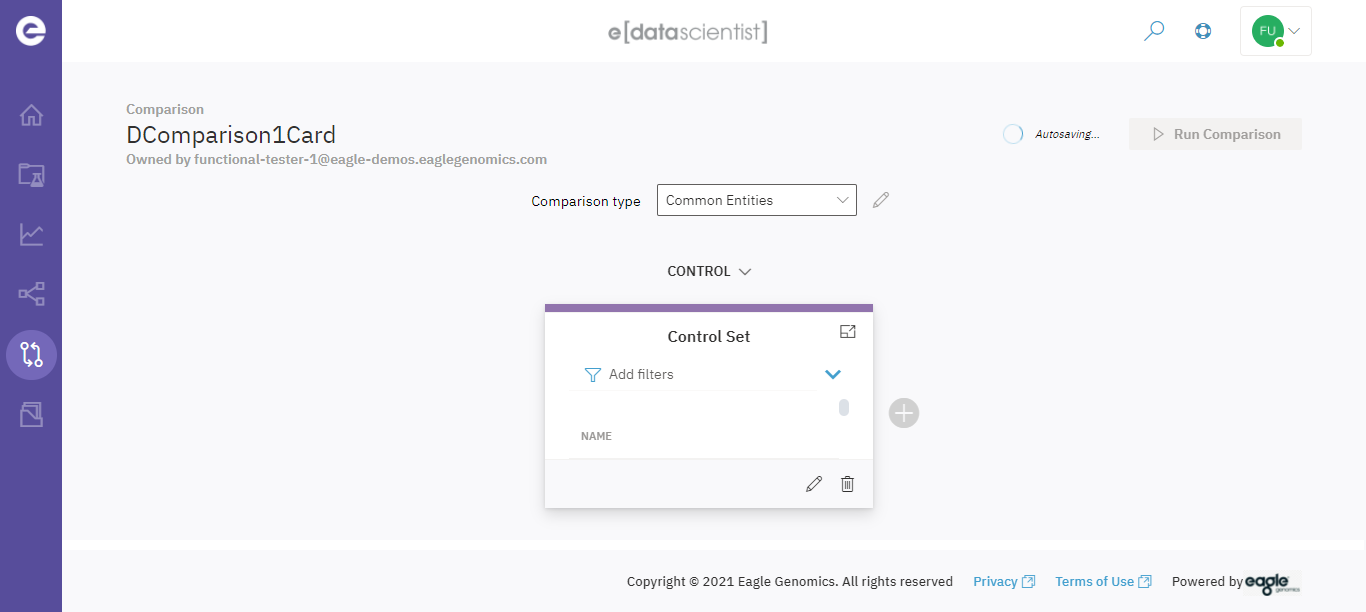 e[datascientist]
FU
Comparison
DComparison1Card
Owned by functional-tester-1@eagle-demos.eaglegenomics.com
Autosaving...
Run Comparison
Comparison type
Common Entities
CONTROL
Control Set
Add filters
NAME
Copyright © 2021 Eagle Genomics. All rights reserved
Privacy
Terms of Use
Powered by eagle genomics